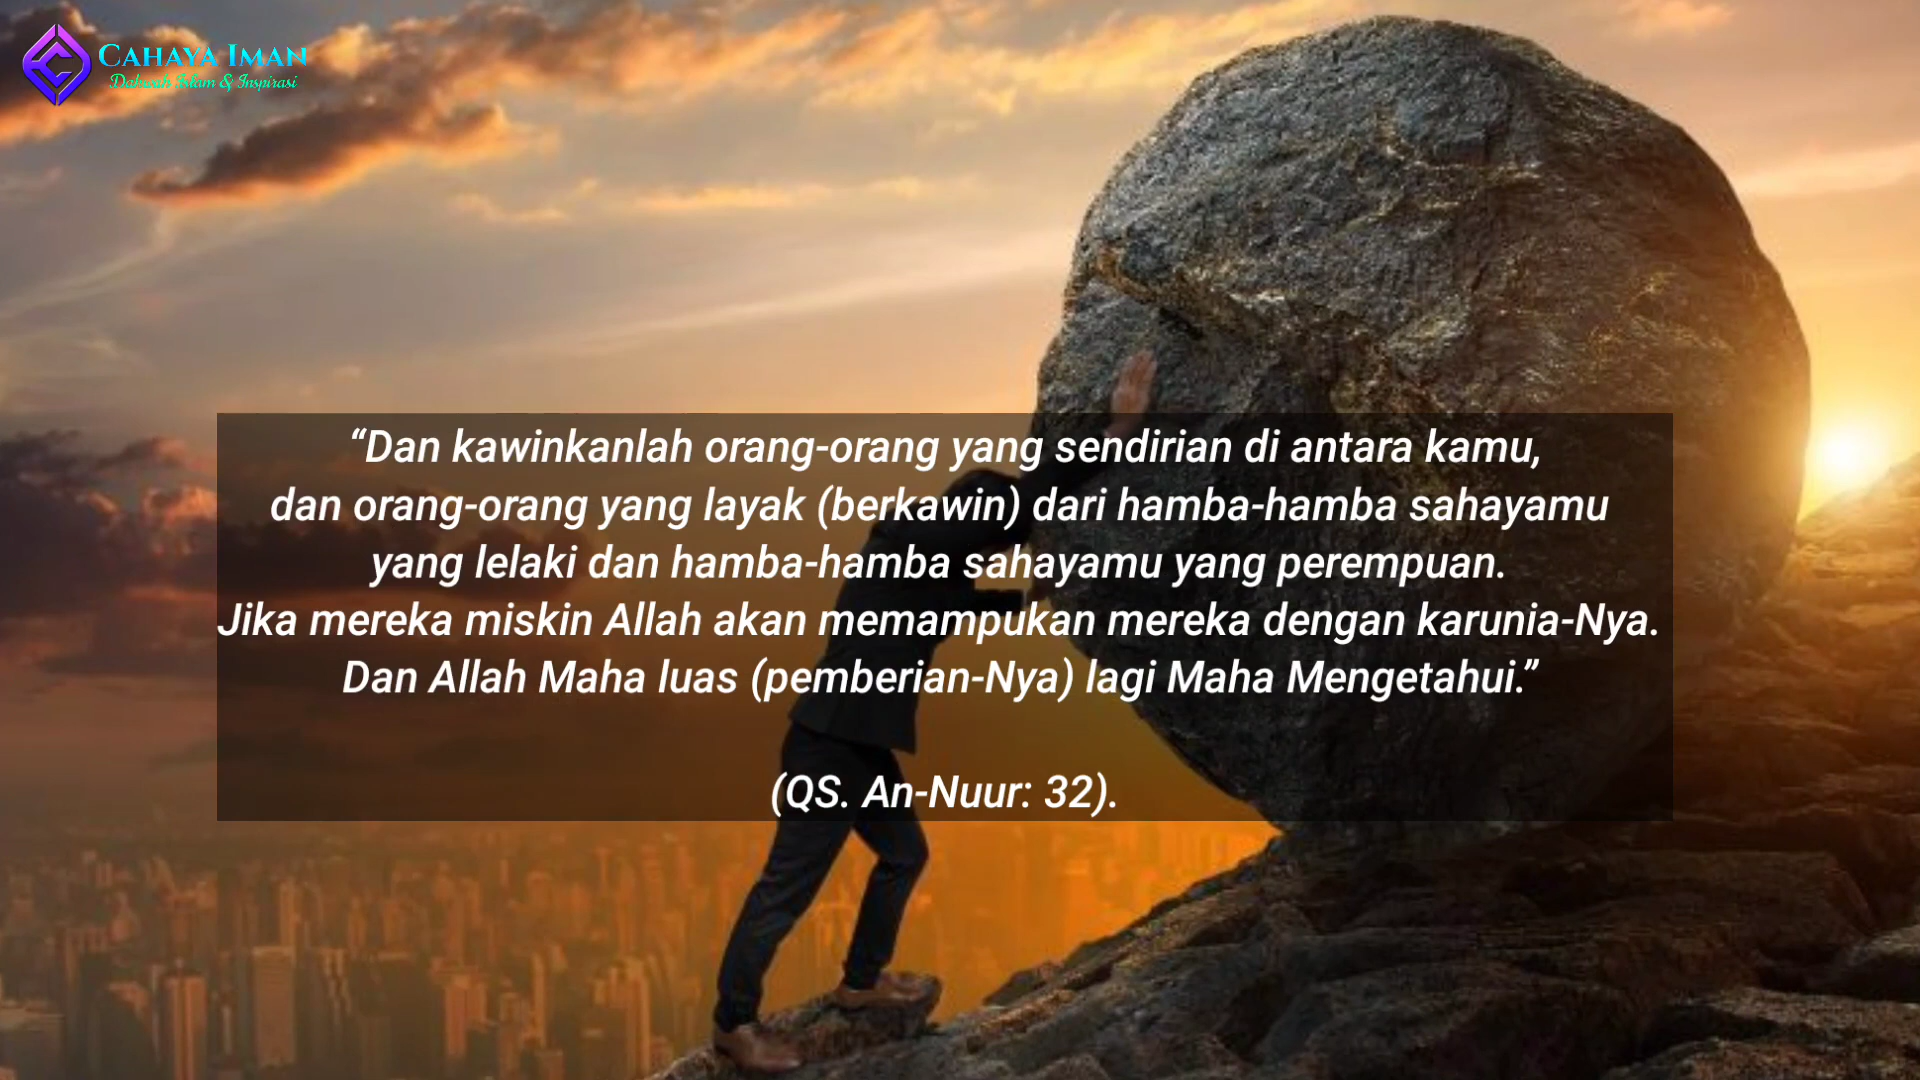 CAHAYA IMAN
Dakwah Islam & Inspirasi
“Dan kawinkanlah orang-orang yang sendirian di antara kamu,
dan orang-orang yang layak (berkawin) dari hamba-hamba sahayamu
yang lelaki dan hamba-hamba sahayamu yang perempuan.
Jika mereka miskin Allah akan memampukan mereka dengan karunia-Nya.
Dan Allah Maha luas (pemberian-Nya) lagi Maha Mengetahui.”
(QS. An-Nuur: 32).